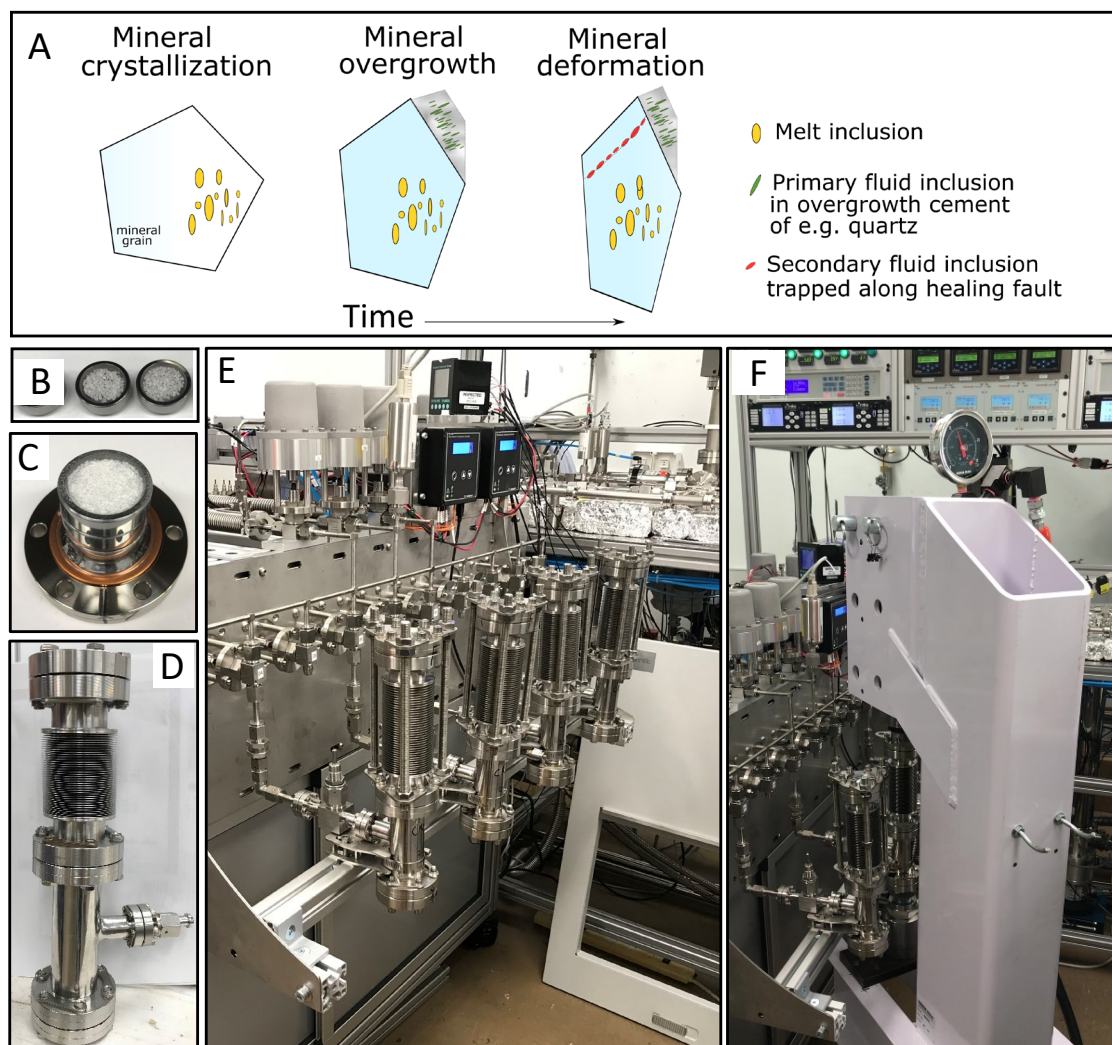 A
Mineral
crystallization
Mineral
overgrowth
Mineral
deformation
mineral
grain
Melt inclusion
Primary fluid inclusion
in overgrowth cement
of e.g. quartz
Secondary fluid inclusion
trapped along healing fault
Time
B
C
D
E
INSPECTED
F